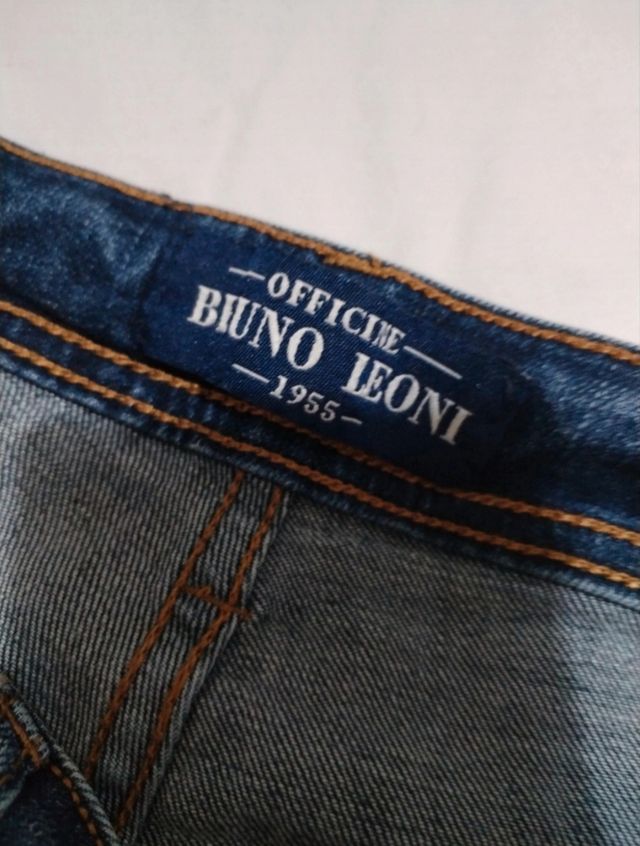 —OFFICINE—
BIUNO LEONI
—1955—